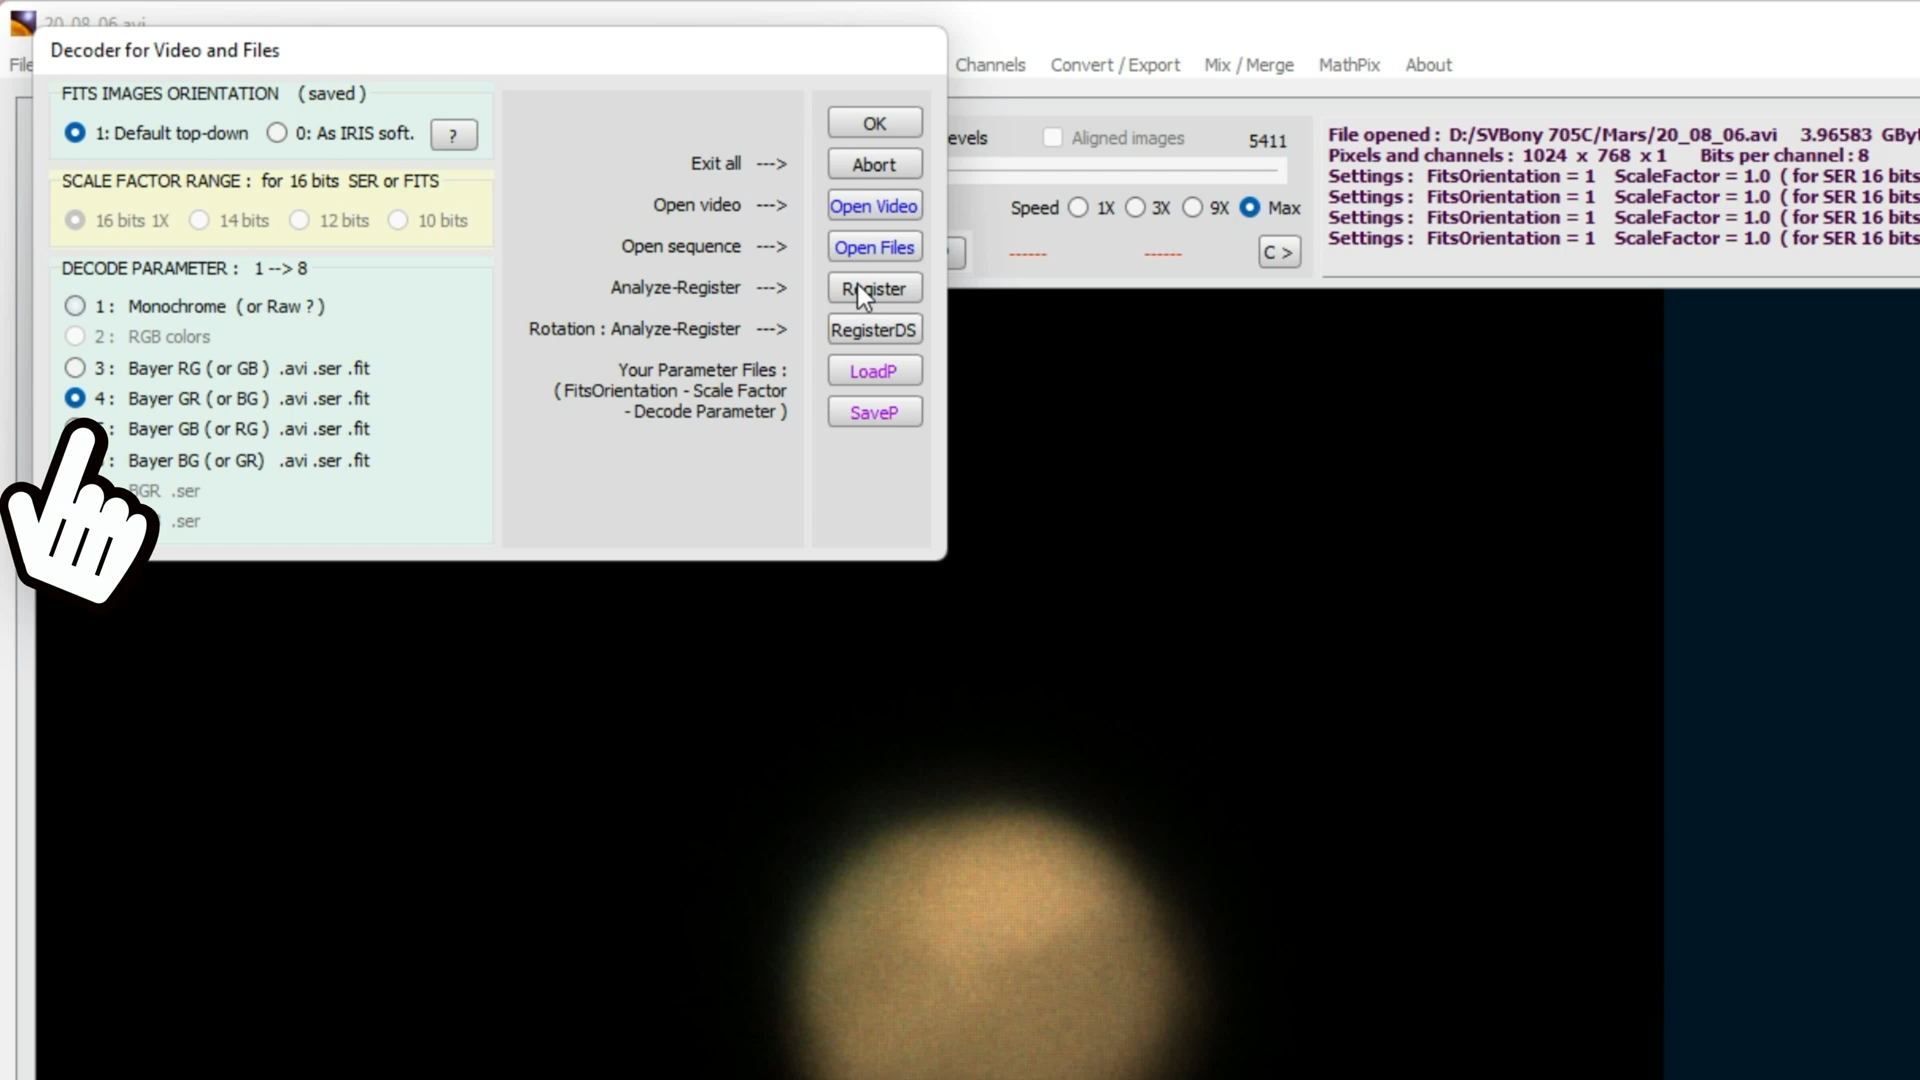 20_08_06.avi
Decoder for Video and Files
File
Channels Convert / Export Mix / Merge MathPix About
FITS IMAGES ORIENTATION ( saved )
1: Default top-down 0: As IRIS soft. ?
SCALE FACTOR RANGE : for 16 bits SER or FITS
16 bits 1X 14 bits 12 bits 10 bits
DECODE PARAMETER : 1 --> 8
1 : Monochrome ( or Raw ? )
2 : RGB colors
3 : Bayer RG ( or GB ) .avi .ser .fit
4 : Bayer GR ( or BG ) .avi .ser .fit
: Bayer GB ( or RG ) .avi .ser .fit
: Bayer BG ( or GR) .avi .ser .fit
BGR .ser
.ser
Exit all --->
Open video --->
Open sequence --->
Analyze-Register --->
Rotation : Analyze-Register --->
Your Parameter Files :
( FitsOrientation - Scale Factor
- Decode Parameter )
OK
Abort
Open Video
Open Files
Register
RegisterDS
LoadP
SaveP
evels Aligned images 5411
Speed 1X 3X 9X Max
------ ------ C >
File opened : D:/SVBony 705C/Mars/20_08_06.avi 3.96583 GByt
Pixels and channels : 1024 x 768 x 1 Bits per channel : 8
Settings : FitsOrientation = 1 ScaleFactor = 1.0 ( for SER 16 bits
Settings : FitsOrientation = 1 ScaleFactor = 1.0 ( for SER 16 bits
Settings : FitsOrientation = 1 ScaleFactor = 1.0 ( for SER 16 bits
Settings : FitsOrientation = 1 ScaleFactor = 1.0 ( for SER 16 bits